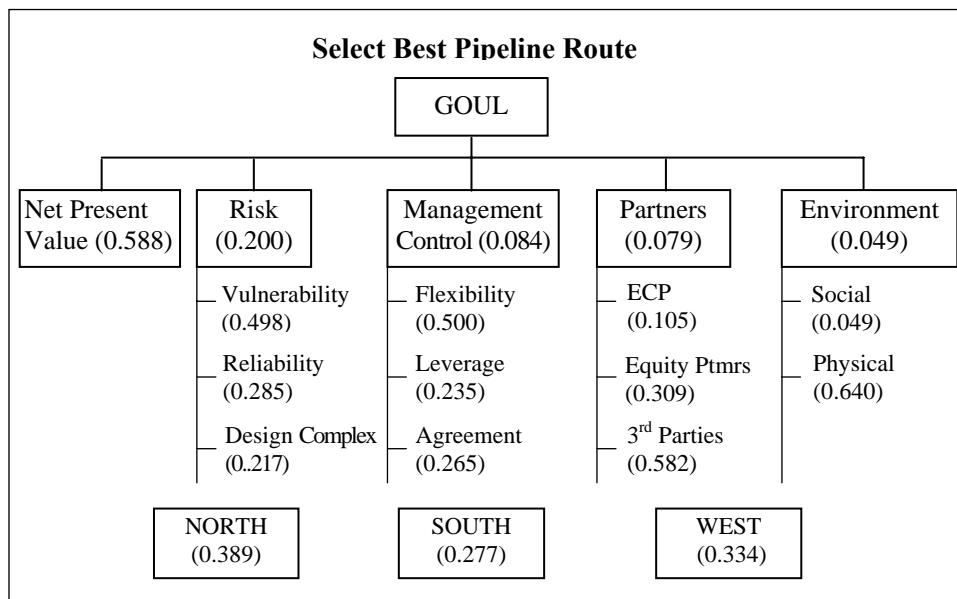 Select Best Pipeline Route
GOUL
Net Present
Value (0.588)
Risk
(0.200)
Management
Control (0.084)
Partners
(0.079)
Environment
(0.049)
Vulnerability
(0.498)
Reliability
(0.285)
Design Complex
(0..217)
Flexibility
(0.500)
Leverage
(0.235)
Agreement
(0.265)
ECP
(0.105)
Equity Ptmrs
(0.309)
3rd Parties
(0.582)
Social
(0.049)
Physical
(0.640)
NORTH
(0.389)
SOUTH
(0.277)
WEST
(0.334)